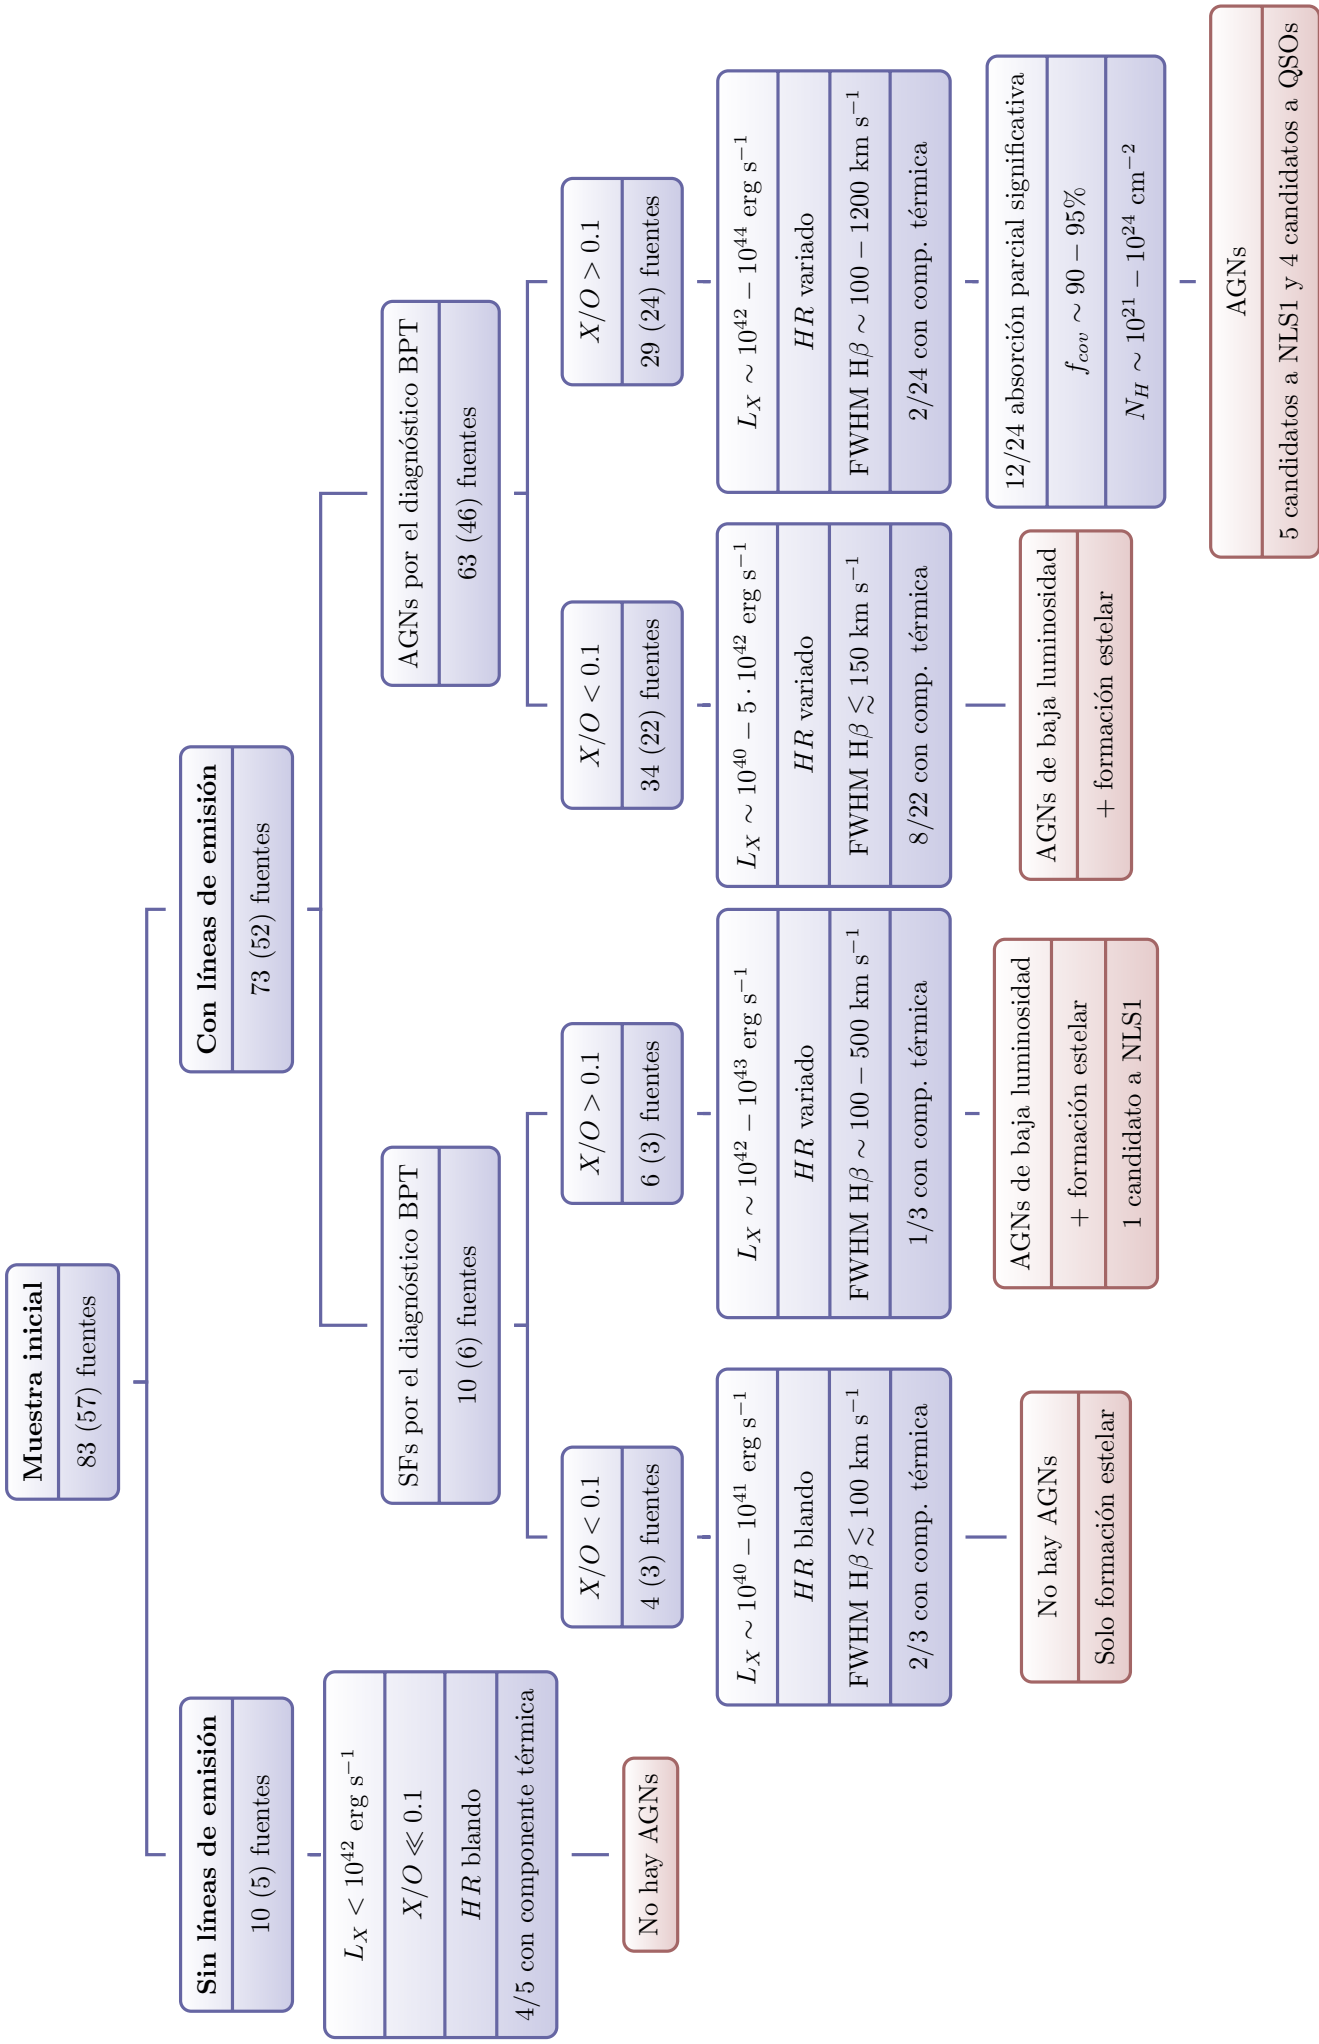 Muestra inicial
83 (57) fuentes
Sin líneas de emisión
10 (5) fuentes
L_X < 10^{42} erg s^{−1}
X/O ≪ 0.1
HR blando
4/5 con componente térmica
No hay AGNs
Con líneas de emisión
73 (52) fuentes
SFs por el diagnóstico BPT
10 (6) fuentes
X/O < 0.1
4 (3) fuentes
L_X ∼ 10^{40} − 10^{41} erg s^{−1}
HR blando
FWHM Hβ ≲ 100 km s^{−1}
2/3 con comp. térmica
No hay AGNs
Solo formación estelar
X/O > 0.1
6 (3) fuentes
L_X ∼ 10^{42} − 10^{43} erg s^{−1}
HR variado
FWHM Hβ ∼ 100 − 500 km s^{−1}
1/3 con comp. térmica
AGNs de baja luminosidad
+ formación estelar
1 candidato a NLS1
AGNs por el diagnóstico BPT
63 (46) fuentes
X/O < 0.1
34 (22) fuentes
L_X ∼ 10^{40} − 5 · 10^{42} erg s^{−1}
HR variado
FWHM Hβ ≲ 150 km s^{−1}
8/22 con comp. térmica
AGNs de baja luminosidad
+ formación estelar
X/O > 0.1
29 (24) fuentes
L_X ∼ 10^{42} − 10^{44} erg s^{−1}
HR variado
FWHM Hβ ∼ 100 − 1200 km s^{−1}
2/24 con comp. térmica
12/24 absorción parcial significativa
f_{cov} ∼ 90 − 95%
N_H ∼ 10^{21} − 10^{24} cm^{−2}
AGNs
5 candidatos a NLS1 y 4 candidatos a QSOs